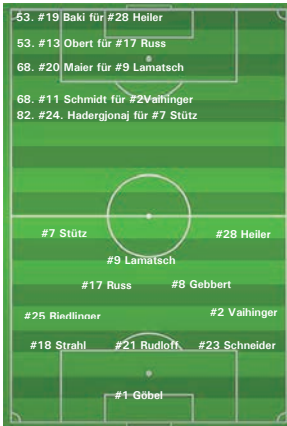 53. #19 Baki für #28 Heiler
53. #13 Obert für #17 Russ
68. #20 Maier für #9 Lamatsch
68. #11 Schmidt für #2Vaihinger
82. #24. Hadergjonaj für #7 Stütz
#7 Stütz
#28 Heiler
#9 Lamatsch
#17 Russ
#8 Gebbert
#2 Vaihinger
#25 Riedlinger
#18 Strahl
#21 Rudloff
#23 Schneider
#1 Göbel